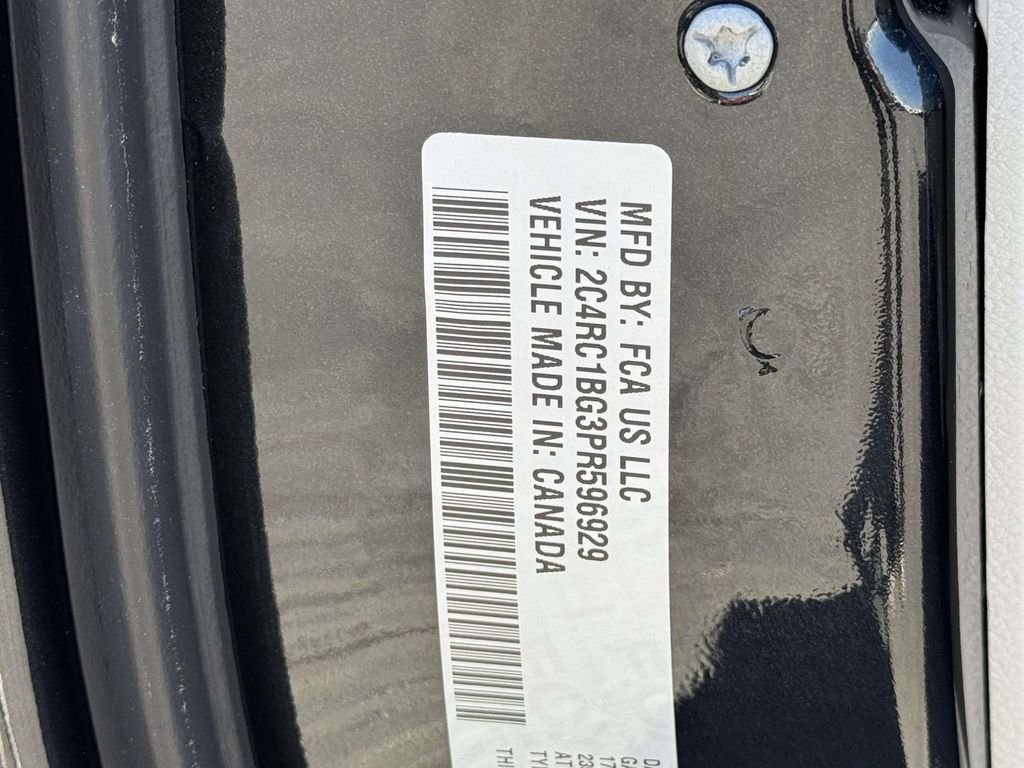 MFD BY: FCA US LLC
VIN: 2C4RC1BG3PR596929
VEHICLE MADE IN: CANADA